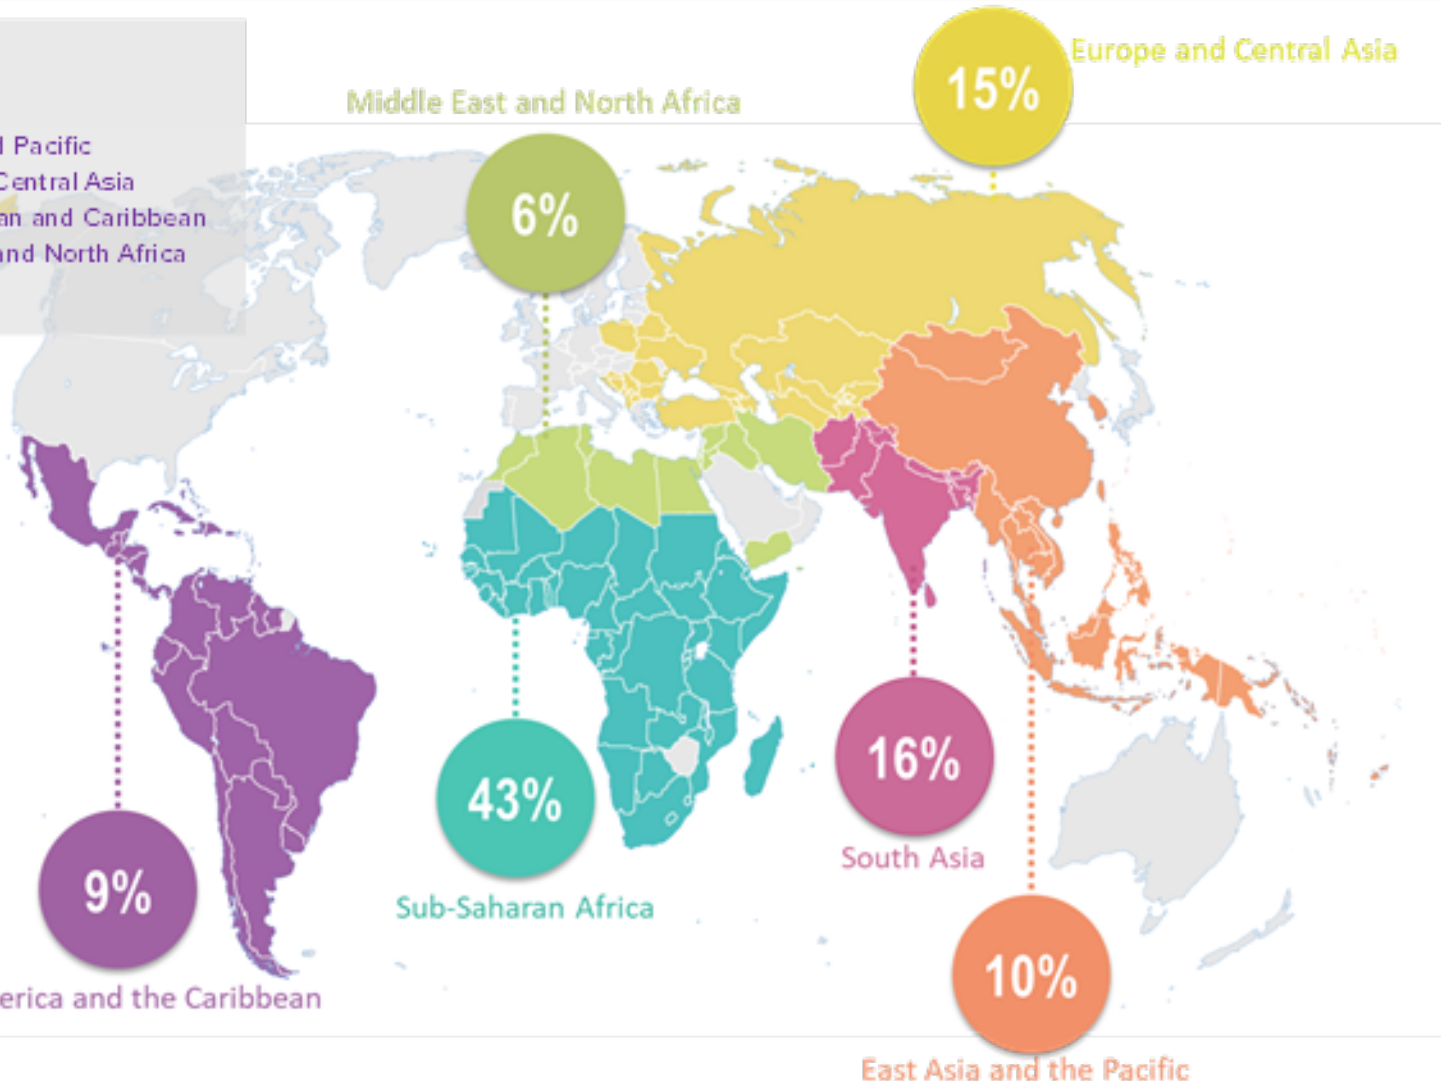 Pacific
Central Asia
an and Caribbean
and North Africa
Middle East and North Africa
6%
15%
Europe and Central Asia
9%
erica and the Caribbean
43%
Sub-Saharan Africa
16%
South Asia
10%
East Asia and the Pacific